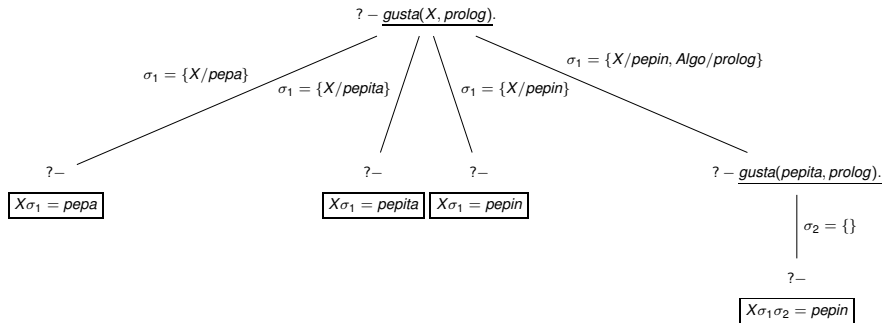 ? − gusta(X, prolog).
σ₁ = {X/pepa}
σ₁ = {X/pepita}
σ₁ = {X/pepin}
σ₁ = {X/pepin, Algo/prolog}
?−
?−
?−
? − gusta(pepita, prolog).
Xσ₁ = pepa
Xσ₁ = pepita
Xσ₁ = pepin
σ₂ = {}
?−
Xσ₁σ₂ = pepin